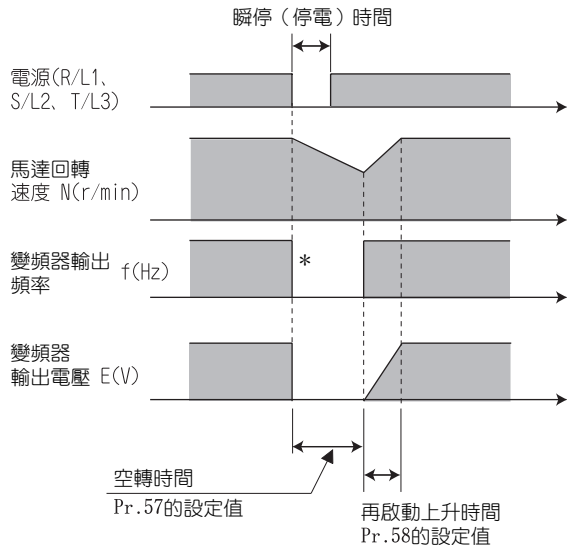 瞬停（停電）時間
電源(R/L1、
S/L2、T/L3)
馬達回轉
速度 N(r/min)
變頻器輸出
頻率
f(Hz)
*
變頻器
輸出電壓 E(V)
空轉時間
Pr.57的設定值
再啟動上升時間
Pr.58的設定值